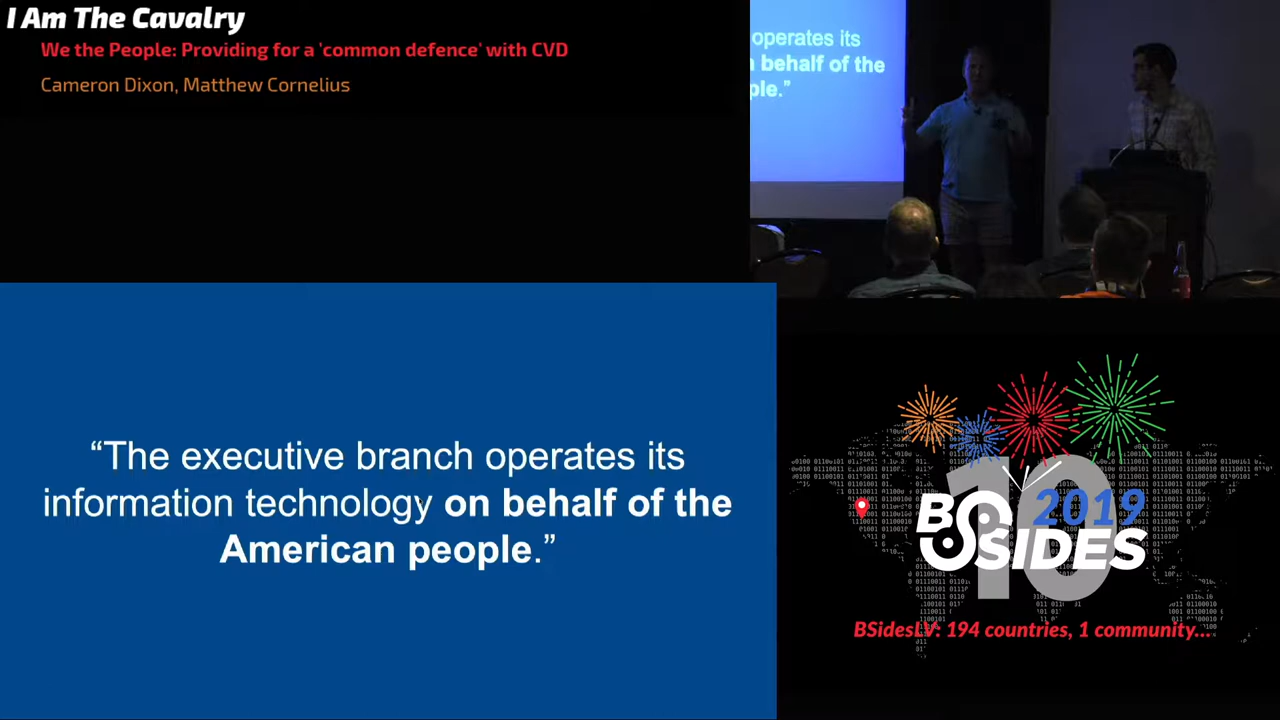 I Am The Cavalry
We the People: Providing for a 'common defence' with CVD
Cameron Dixon, Matthew Cornelius
operates its
behalf of the
ple.”
“The executive branch operates its
information technology on behalf of the
American people.”
10
BSIDES
2019
BSidesLV: 194 countries, 1 community...